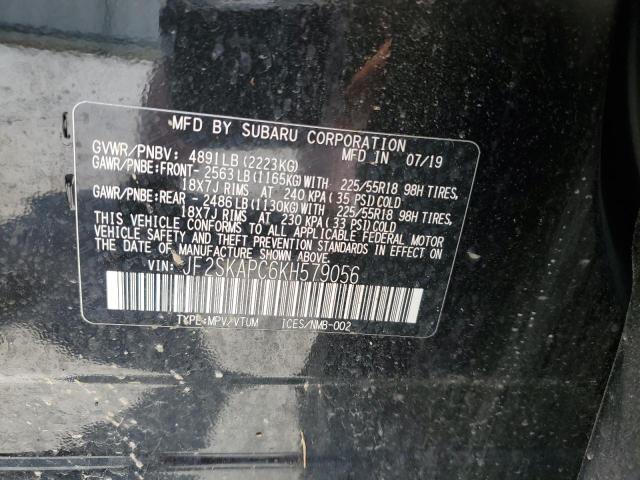 MFD BY SUBARU CORPORATION
GVWR/PNBV: 4891LB(2223KG) MFD IN 07/19
GAWR/PNBE:FRONT- 2563LB(1165KG)WITH 225/55R18 98H TIRES,
18X7J RIMS AT 240 KPA(35 PSI)COLD
GAWR/PNBE:REAR - 2486LB(1130KG)WITH 225/55R18 98H TIRES,
18X7J RIMS AT 230 KPA(33 PSI)COLD
THIS VEHICLE CONFORMS TO ALL APPLICABLE FEDERAL MOTOR
VEHICLE SAFETY AND THEFT PREVENTION STANDARDS IN EFFECT ON
THE DATE OF MANUFACTURE SHOWN ABOVE.
VIN: JF2SKAPC6KH579056
TYPE:MPV/VTUM ICES/NMB-002